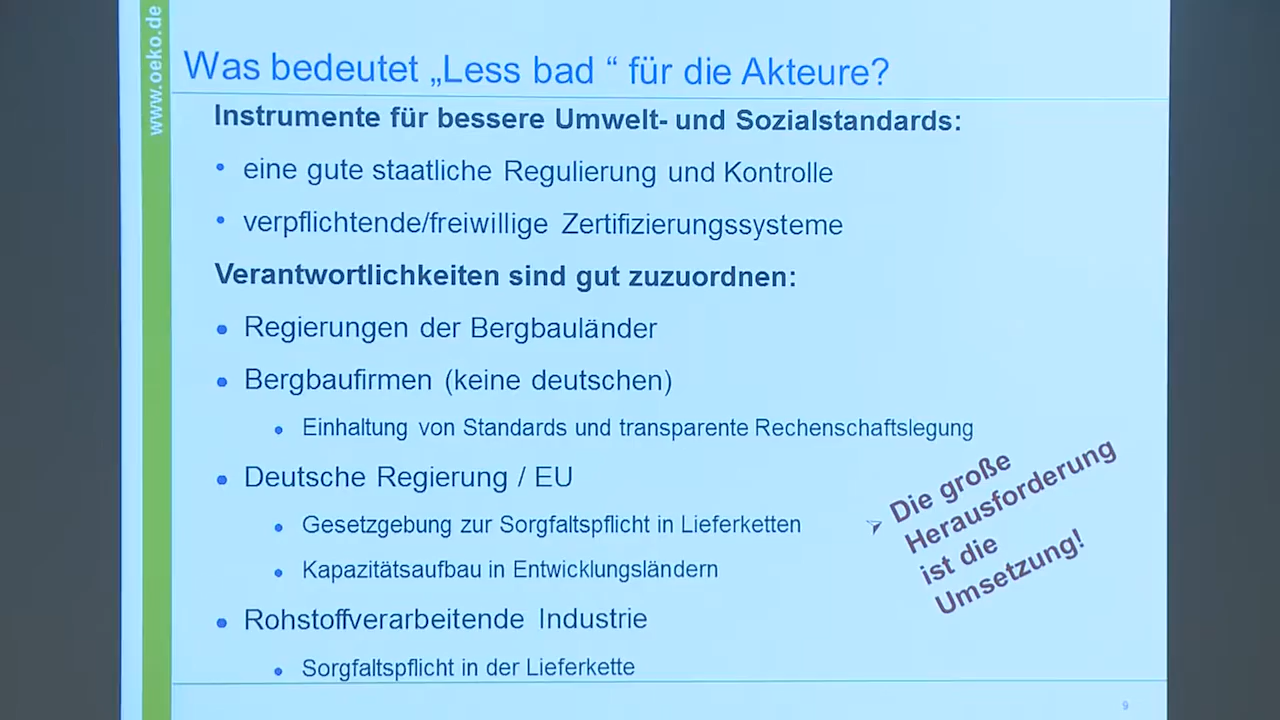 www.oeko.de
Was bedeutet „Less bad “ für die Akteure?
Instrumente für bessere Umwelt- und Sozialstandards:
• eine gute staatliche Regulierung und Kontrolle
• verpflichtende/freiwillige Zertifizierungssysteme
Verantwortlichkeiten sind gut zuzuordnen:
• Regierungen der Bergbauländer
• Bergbaufirmen (keine deutschen)
• Einhaltung von Standards und transparente Rechenschaftslegung
• Deutsche Regierung / EU
• Gesetzgebung zur Sorgfaltspflicht in Lieferketten
• Kapazitätsaufbau in Entwicklungsländern
• Rohstoffverarbeitende Industrie
• Sorgfaltspflicht in der Lieferkette
➢ Die große
Herausforderung
ist die
Umsetzung!
9